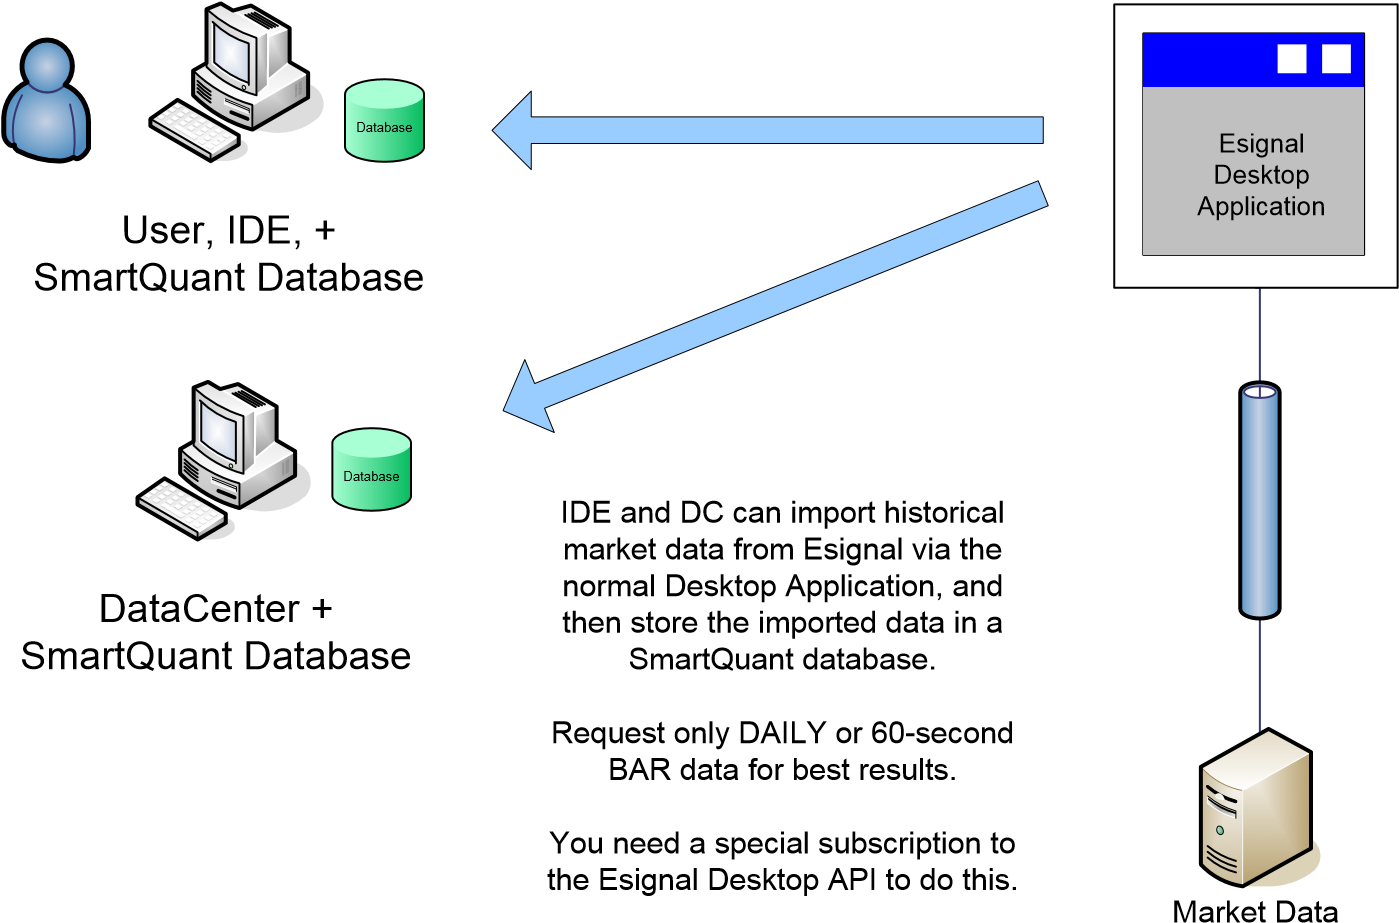 Database
Esignal
Desktop
Application
User, IDE, +
SmartQuant Database
Database
DataCenter +
SmartQuant Database
IDE and DC can import historical
market data from Esignal via the
normal Desktop Application, and
then store the imported data in a
SmartQuant database.
Request only DAILY or 60-second
BAR data for best results.
You need a special subscription to
the Esignal Desktop API to do this.
Market Data